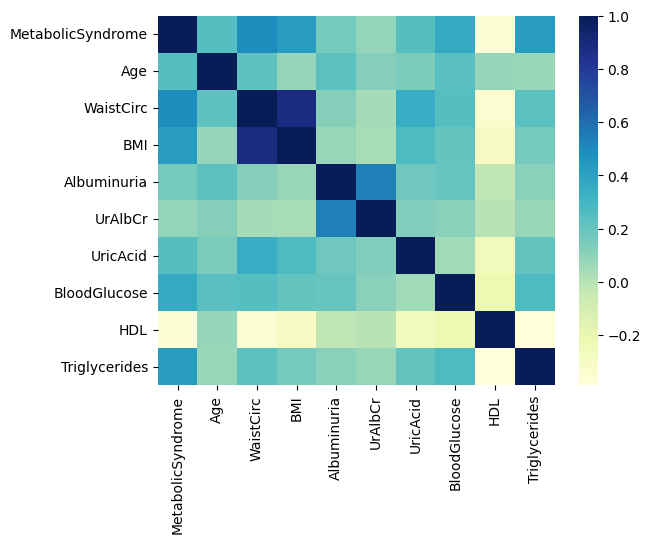 MetabolicSyndrome
Age
WaistCirc
BMI
Albuminuria
UrAlbCr
UricAcid
BloodGlucose
HDL
Triglycerides
MetabolicSyndrome
Age
WaistCirc
BMI
Albuminuria
UrAlbCr
UricAcid
BloodGlucose
HDL
Triglycerides
1.0
0.8
0.6
0.4
0.2
0.0
−0.2